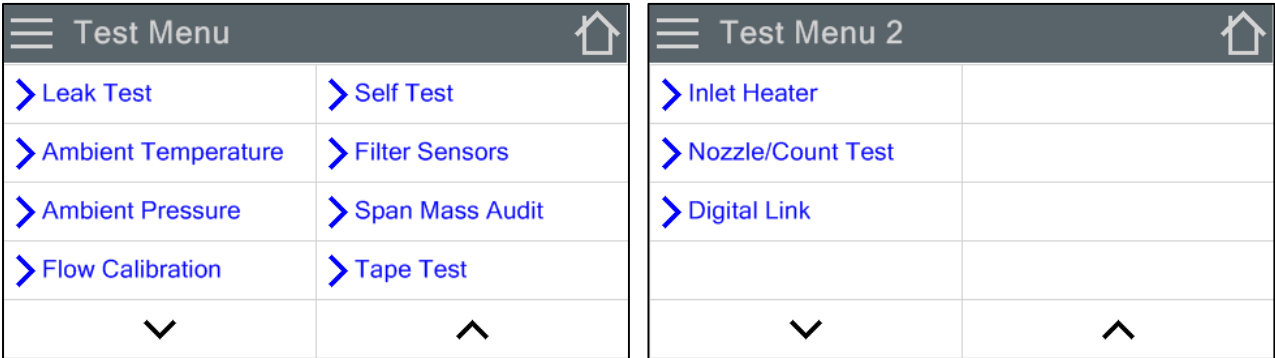 Test Menu
Leak Test
Self Test
Ambient Temperature
Filter Sensors
Ambient Pressure
Span Mass Audit
Flow Calibration
Tape Test
Test Menu 2
Inlet Heater
Nozzle/Count Test
Digital Link